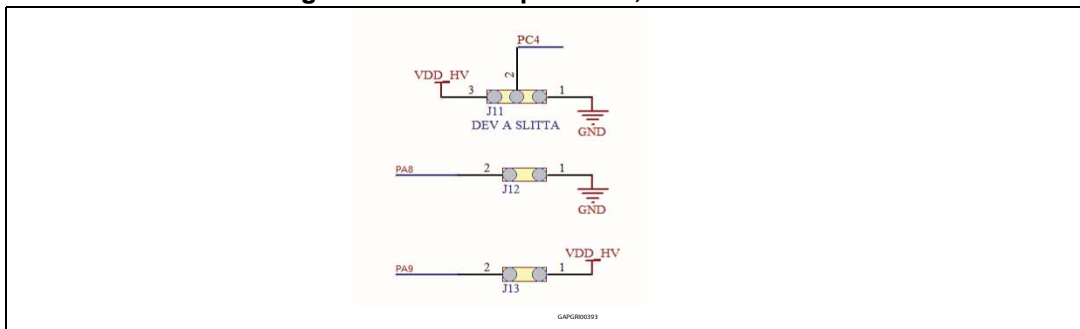 PC4
2
VDD_HV
3
1
J11
DEV A SLITTA
GND
PA8
2
1
J12
GND
VDD_HV
PA9
2
1
J13
GAPGRI00393